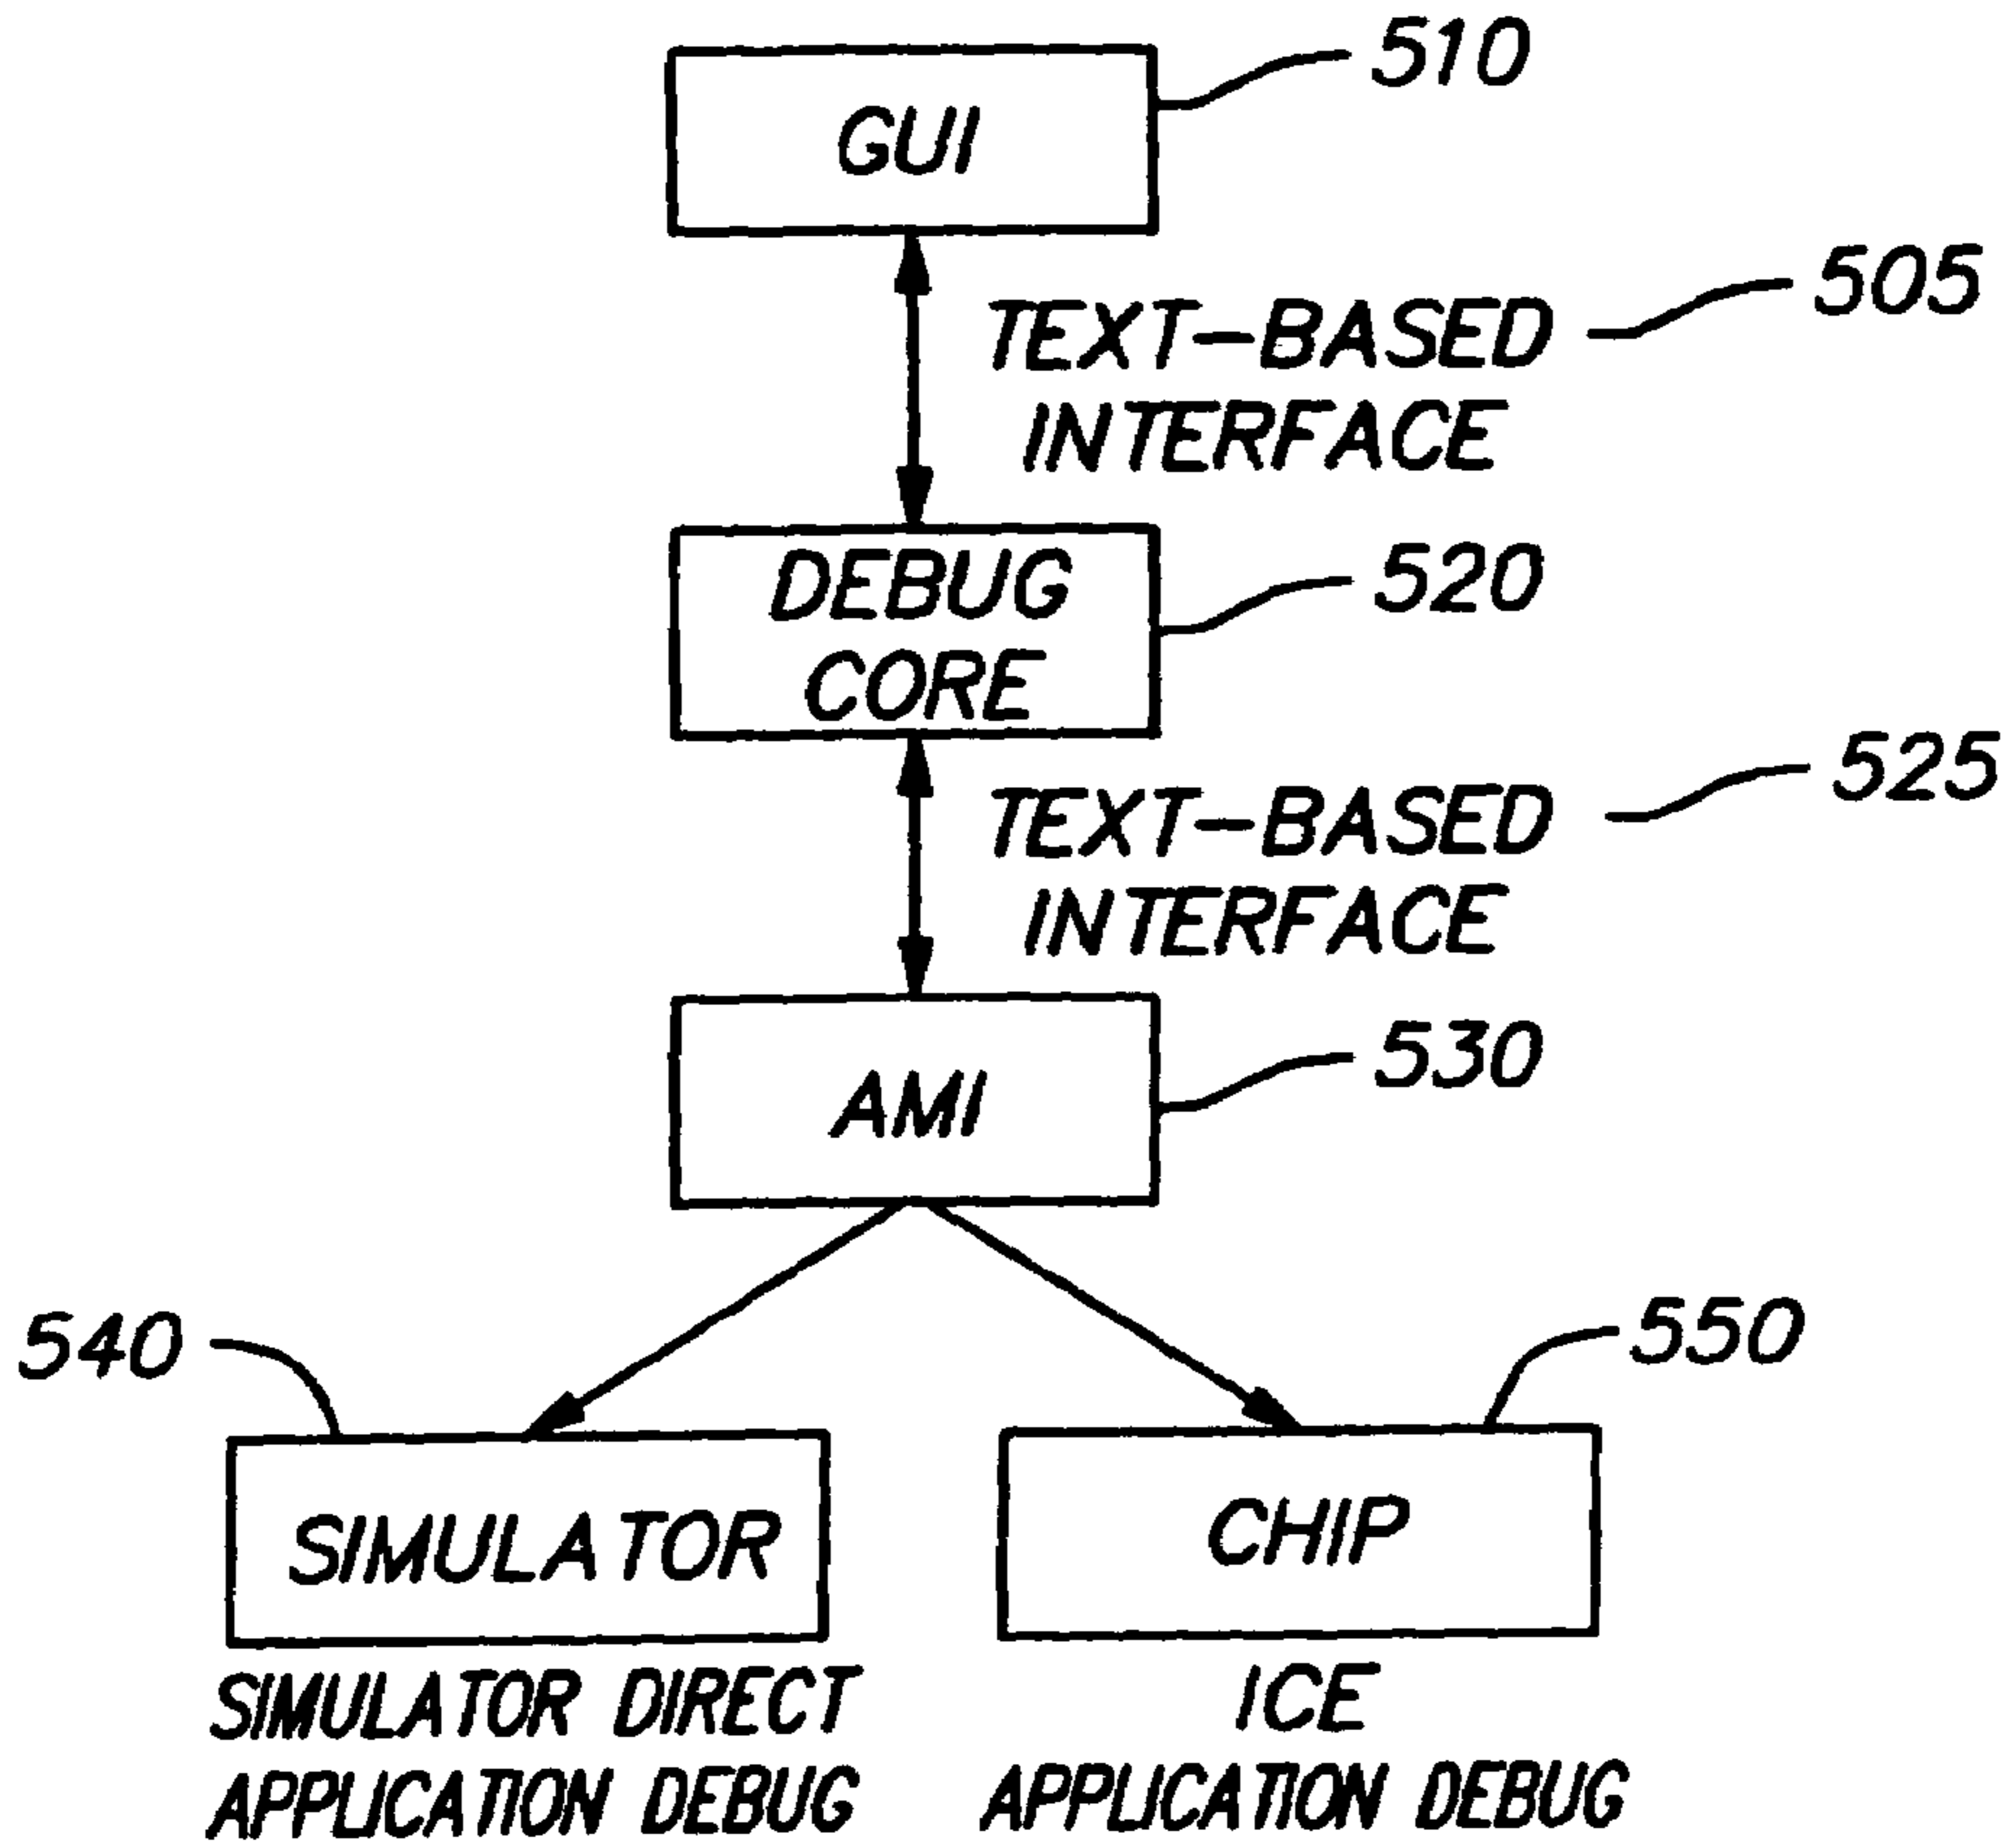 510
GUI
505
TEXT-BASED
INTERFACE
DEBUG
CORE
520
525
TEXT-BASED
INTERFACE
530
AMI
540
550
SIMULATOR
CHIP
SIMULATOR DIRECT
APPLICATION DEBUG
ICE
APPLICATION DEBUG